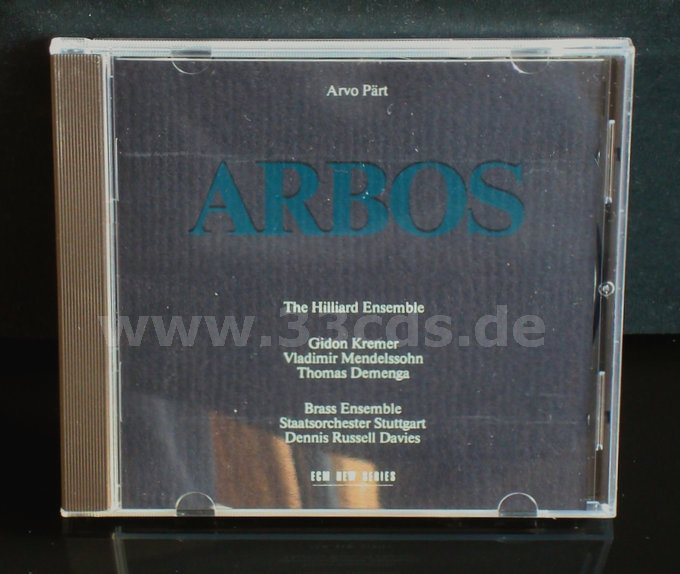 Arvo Pärt
ARBOS
The Hilliard Ensemble
www.33cds.de
Gidon Kremer
Vladimir Mendelssohn
Thomas Demenga
Brass Ensemble
Staatsorchester Stuttgart
Dennis Russell Davies
ECM NEW SERIES